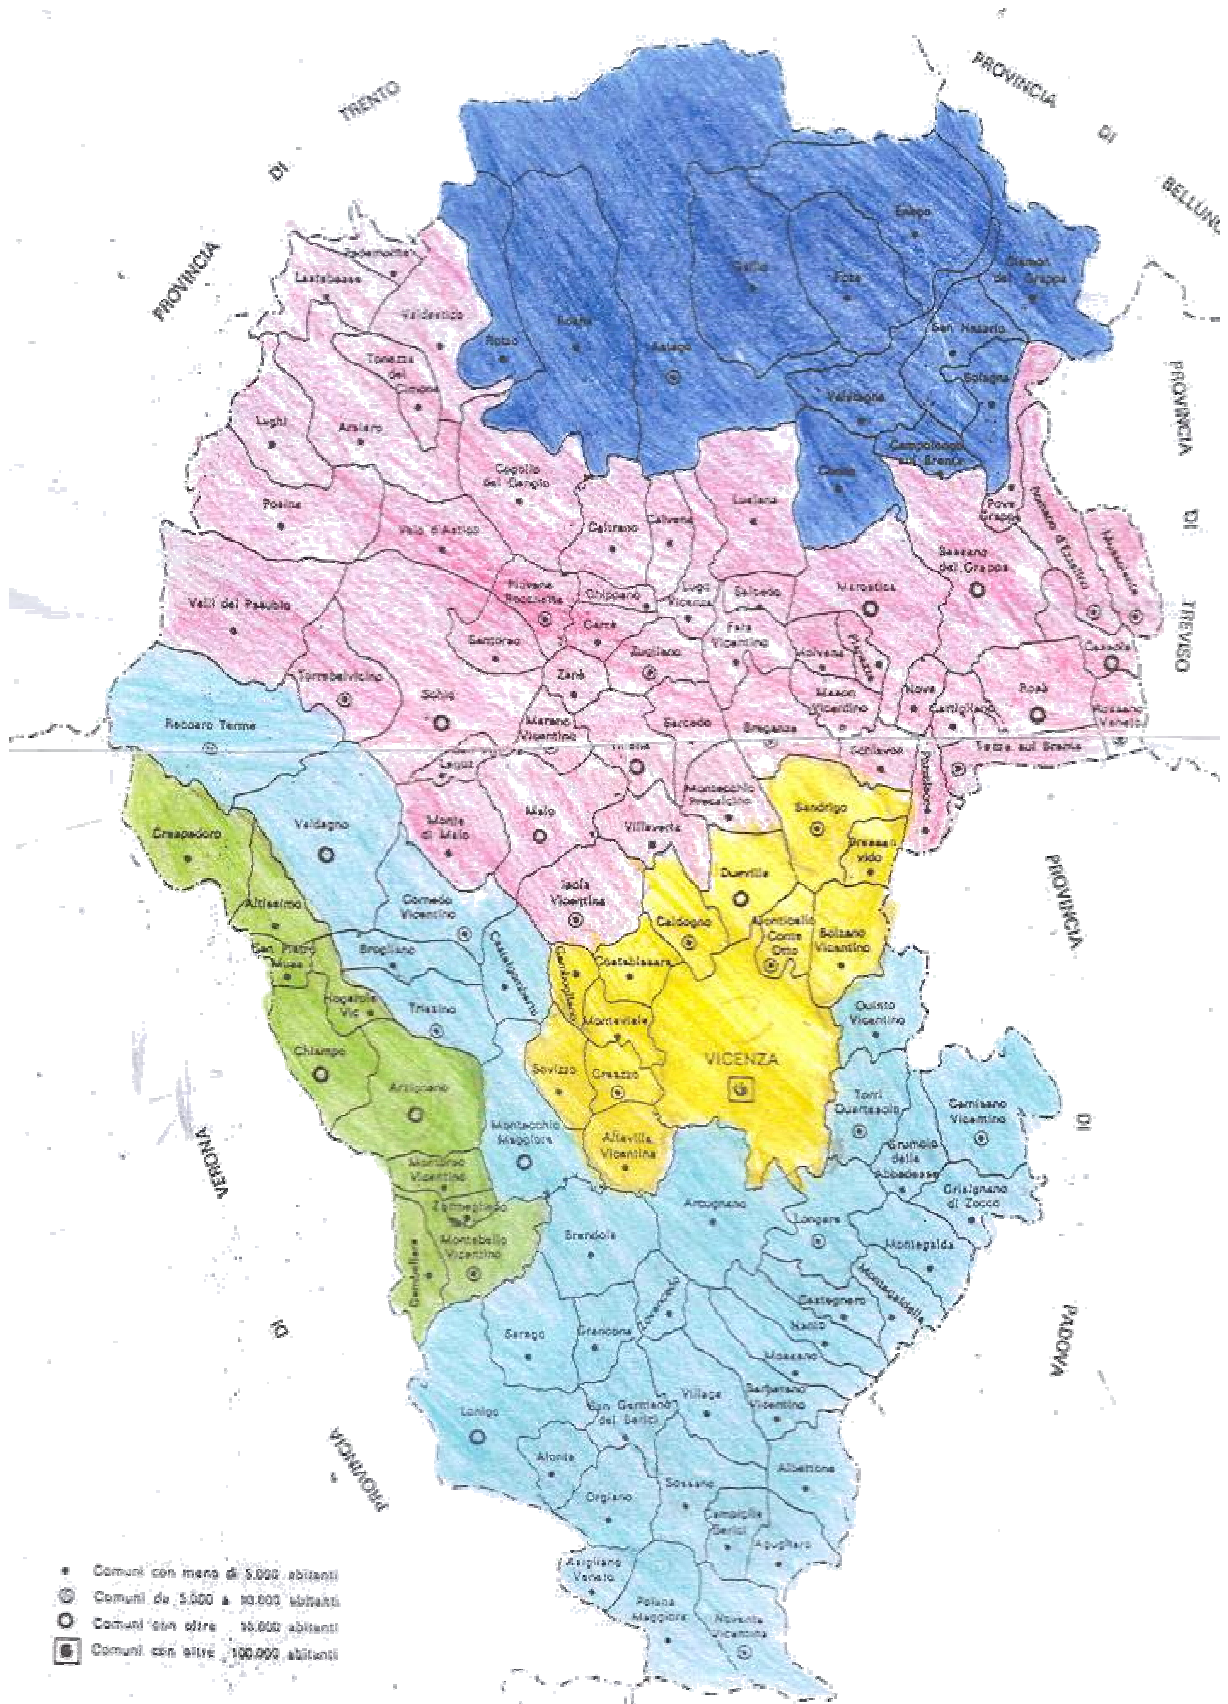 PROVINCIA
DI
TRENTO
PROVINCIA
DI
BELLUNO
Lastebasse
Valdastico
Tonezza
del
Cimone
Laghi
Arsiero
Posina
Cogollo
del Cengio
Velo d'Astico
Valli del Pasubio
Rotzo
Roana
Asiago
Gallio
Foza
Enego
Cismon
del Grappa
San Nazario
Solagna
Valstagna
Campolongo
sul Brenta
Conco
Lusiana
Caltrano
Calvene
Pove
Grappa
Romano d'Ezzelino
Mussolente
Bassano
del Grappa
Marostica
Piovene
Rocchette
Chiuppano
Lugo
Vicenza
Salcedo
Carrè
Fara
Vicentino
Santorso
Zugliano
Molvena
Pianezze
Zanè
Torrebelvicino
Schio
Marano
Vicentino
Sarcedo
Breganze
Mason
Vicentino
Nove
Cartigliano
Rosà
Cassola
Rossano
Veneto
Tezze sul Brenta
Schiavon
Pozzoleone
Recoaro Terme
PROVINCIA
DI
TREVISO
Thiene
Montecchio
Precalcino
Malo
Monte
di Malo
Villaverla
Isola
Vicentina
Sandrigo
Bressan
vido
Dueville
Crespadoro
Valdagno
Altissimo
Cornedo
Vicentino
San Pietro
Muss.
Brogliano
Castelgomberto
Nogarole
Vic
Trissino
Chiampo
Arzignano
Gambugliano
Costabissara
Caldogno
Monticello
Conte
Otto
Bolzano
Vicentino
Quinto
Vicentino
Monteviale
Sovizzo
Creazzo
VICENZA
Torri
Quartesolo
Camisano
Vicentino
Grumolo
delle
Abbadesse
Grisignano
di Zocco
Altavilla
Vicentina
Montecchio
Maggiore
Montorso
Vicentino
Zermeghedo
Montebello
Vicentino
Gambellara
Brendola
Arcugnano
Longare
Montegalda
Montegaldella
Castegnero
Nanto
Mossano
Barbarano
Vicentino
Zovencedo
Sarego
Grancona
Villaga
San Germano
dei Berici
Lonigo
Alonte
Orgiano
Sossano
Albettone
Campiglia
Berici
Agugliaro
Asigliano
Veneto
Poiana
Maggiore
Noventa
Vicentina
PROVINCIA
DI
PADOVA
PROVINCIA
DI
VERONA
Comuni con meno di 5.000 abitanti
Comuni da 5.000 a 10.000 abitanti
Comuni con oltre 10.000 abitanti
Comuni con oltre 100.000 abitanti